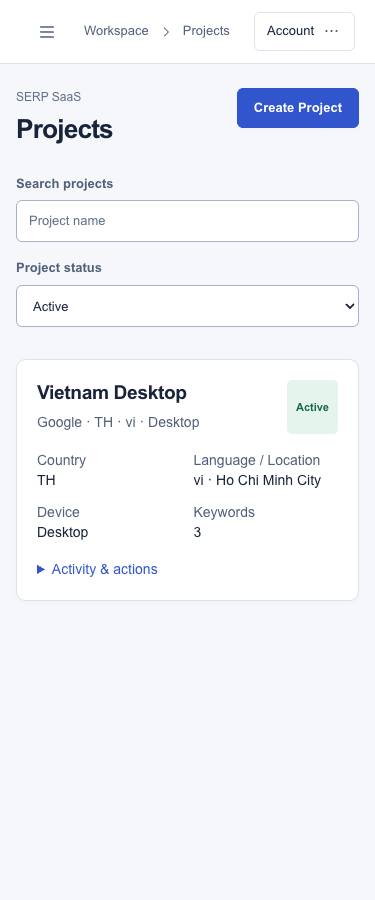 Workspace > Projects
Account ···
SERP SaaS
Projects
Create Project
Search projects
Project name
Project status
Active
Vietnam Desktop
Active
Google · TH · vi · Desktop
Country
TH
Language / Location
vi · Ho Chi Minh City
Device
Desktop
Keywords
3
Activity & actions